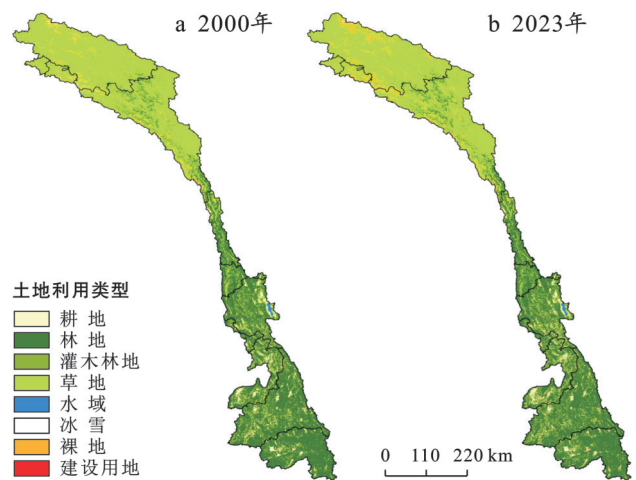 a 2000年
b 2023年
土地利用类型
耕 地
林 地
灌木林地
草 地
水 域
冰 雪
裸 地
建设用地
0 110 220 km